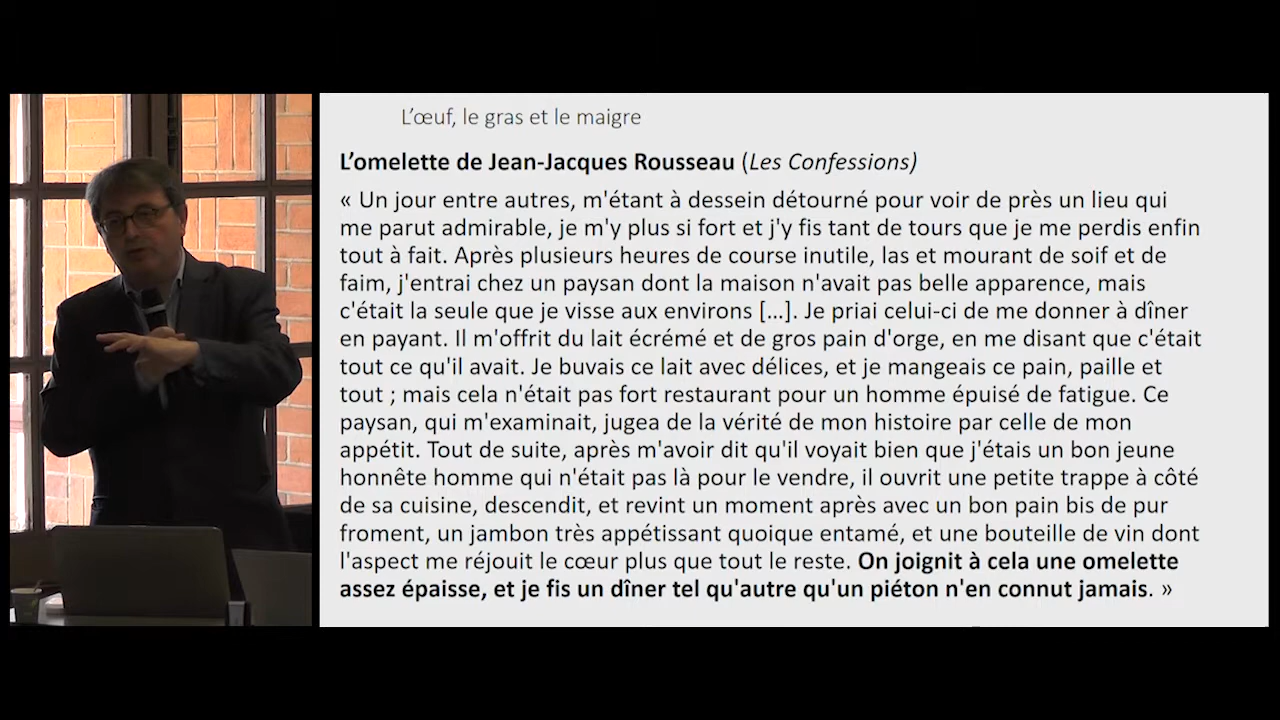 L'œuf, le gras et le maigre
L'omelette de Jean-Jacques Rousseau (Les Confessions)
« Un jour entre autres, m'étant à dessein détourné pour voir de près un lieu qui
me parut admirable, je m'y plus si fort et j'y fis tant de tours que je me perdis enfin
tout à fait. Après plusieurs heures de course inutile, las et mourant de soif et de
faim, j'entrai chez un paysan dont la maison n'avait pas belle apparence, mais
c'était la seule que je visse aux environs [...]. Je priai celui-ci de me donner à dîner
en payant. Il m'offrit du lait écrémé et de gros pain d'orge, en me disant que c'était
tout ce qu'il avait. Je buvais ce lait avec délices, et je mangeais ce pain, paille et
tout ; mais cela n'était pas fort restaurant pour un homme épuisé de fatigue. Ce
paysan, qui m'examinait, jugea de la vérité de mon histoire par celle de mon
appétit. Tout de suite, après m'avoir dit qu'il voyait bien que j'étais un bon jeune
honnête homme qui n'était pas là pour le vendre, il ouvrit une petite trappe à côté
de sa cuisine, descendit, et revint un moment après avec un bon pain bis de pur
froment, un jambon très appétissant quoique entamé, et une bouteille de vin dont
l'aspect me réjouit le cœur plus que tout le reste. On joignit à cela une omelette
assez épaisse, et je fis un dîner tel qu'autre qu'un piéton n'en connut jamais. »